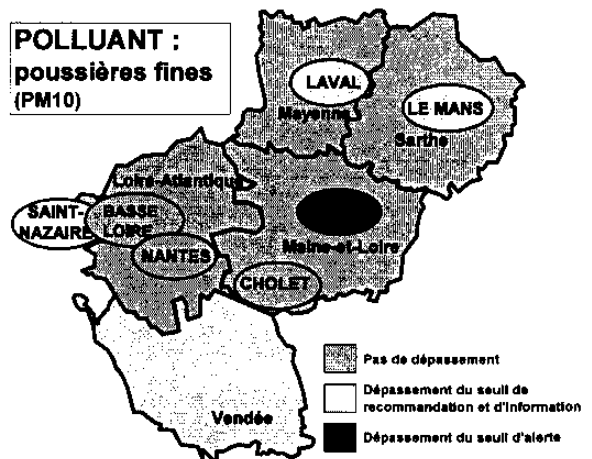 POLLUANT :
poussières fines
(PM10)
LAVAL
Mayenne
LE MANS
Sarthe
Loire-Atlantique
SAINT-
NAZAIRE
BASSE
LOIRE
Maine-et-Loire
NANTES
CHOLET
Vendée
Pas de dépassement
Dépassement du seuil de
recommandation et d'information
Dépassement du seuil d'alerte